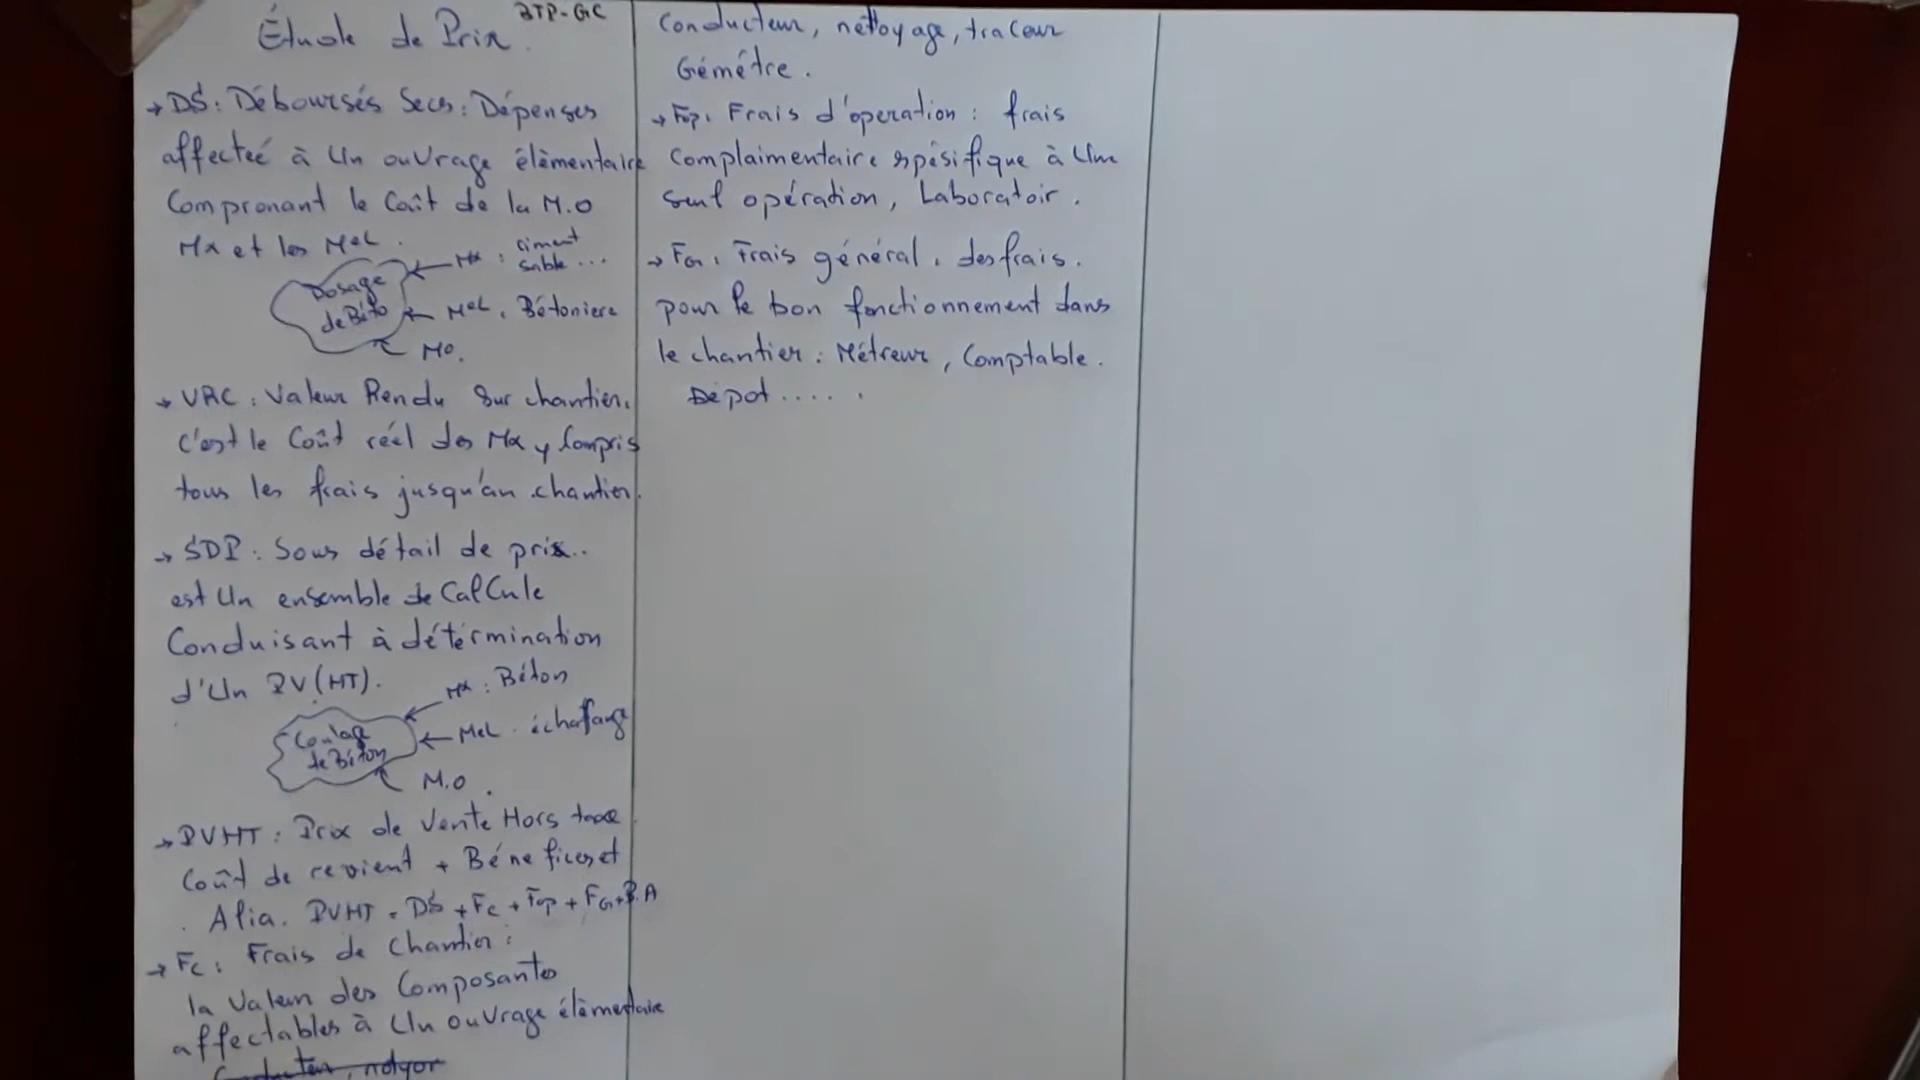 Étude de Prix.
BTP-GC
→ DS: Déboursés Secs: Dépenses
affecteé à Un ouvrage élèmentaire
Comprenant le Coût de la M.O
Mx et les Mel.
Dosage
de Béto
← Mx : ciment
sable ...
← Mel. Bétoniere
MO.
→ VRC : Valeur Rendu Sur chantier.
c'est le Coût réel des Mx y Compris
tous les frais jusqu'au chantier.
→ SDP : Sous détail de prix..
est Un ensemble de CalCule
Conduisant à détermination
d'Un PV(HT).
Coulage
de Béton
← Mx : Béton
← Mel. échafauge
M.O.
→ PVHT : Prix de Vente Hors taxe
Coût de revient + Bénefices et
Alia. PVHT = DS + Fc + Fop + FG + B.A
→ Fc : Frais de Chantier :
la Valeur des Composantes
affectables à Un ouvrage élèmentaire
Conducteur, nettoyage, traceur
Gémétre.
→ Fop: Frais d'operation : frais
Complaimentaire spésifique à Une
seul opération, Laboratoir.
→ FG: Frais général. des frais.
pour le bon fonctionnement dans
le chantier : Métreur, Comptable.
Dépot .....